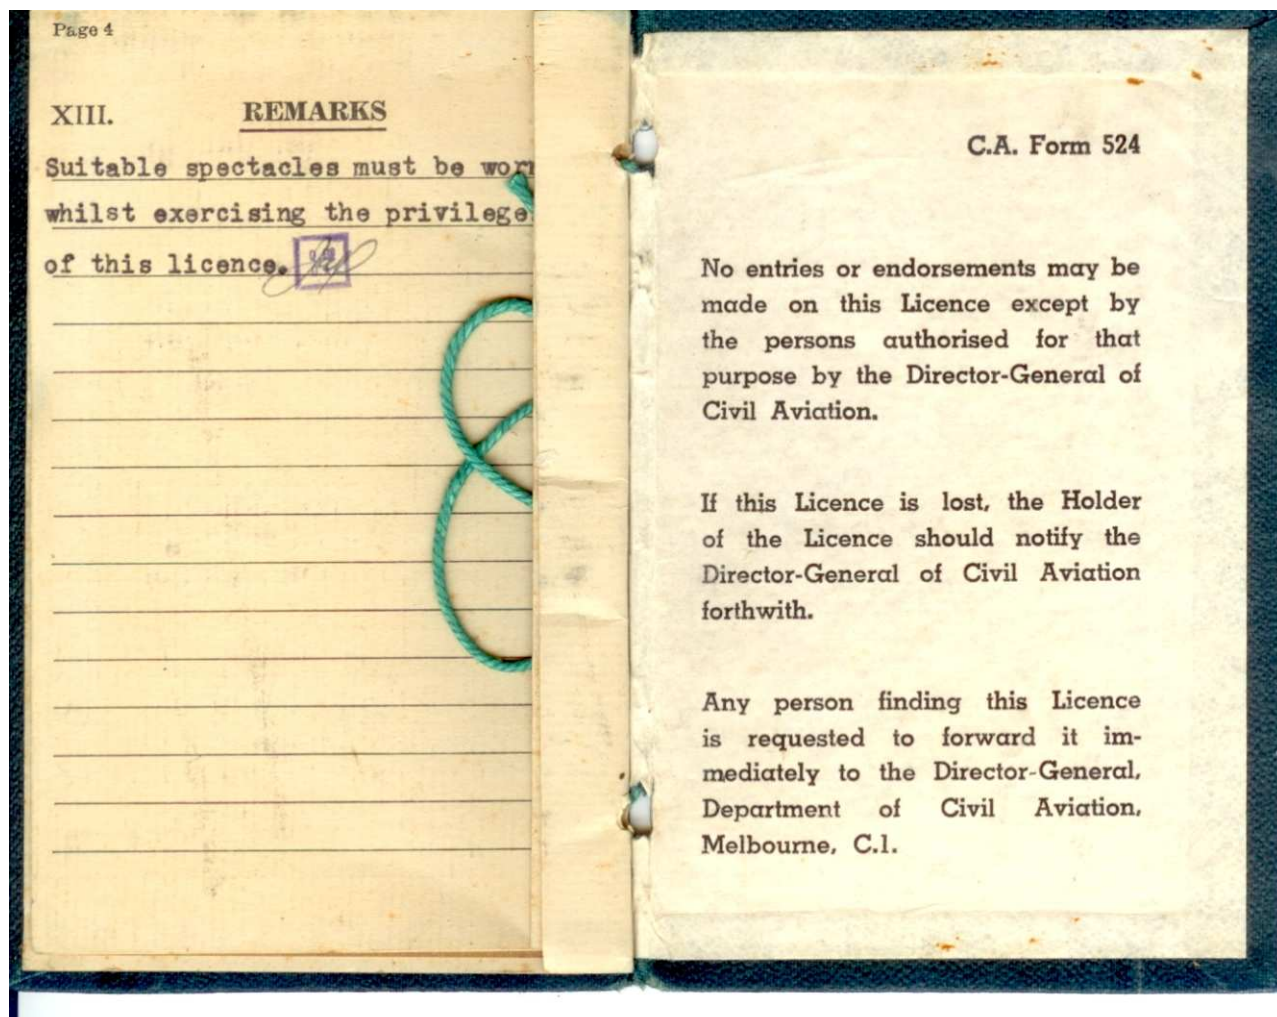 Page 4
XIII. REMARKS
Suitable spectacles must be worn
whilst exercising the privilege
of this licence.
C.A. Form 524
No entries or endorsements may be
made on this Licence except by
the persons authorised for that
purpose by the Director-General of
Civil Aviation.
If this Licence is lost, the Holder
of the Licence should notify the
Director-General of Civil Aviation
forthwith.
Any person finding this Licence
is requested to forward it im-
mediately to the Director-General,
Department of Civil Aviation,
Melbourne, C.1.